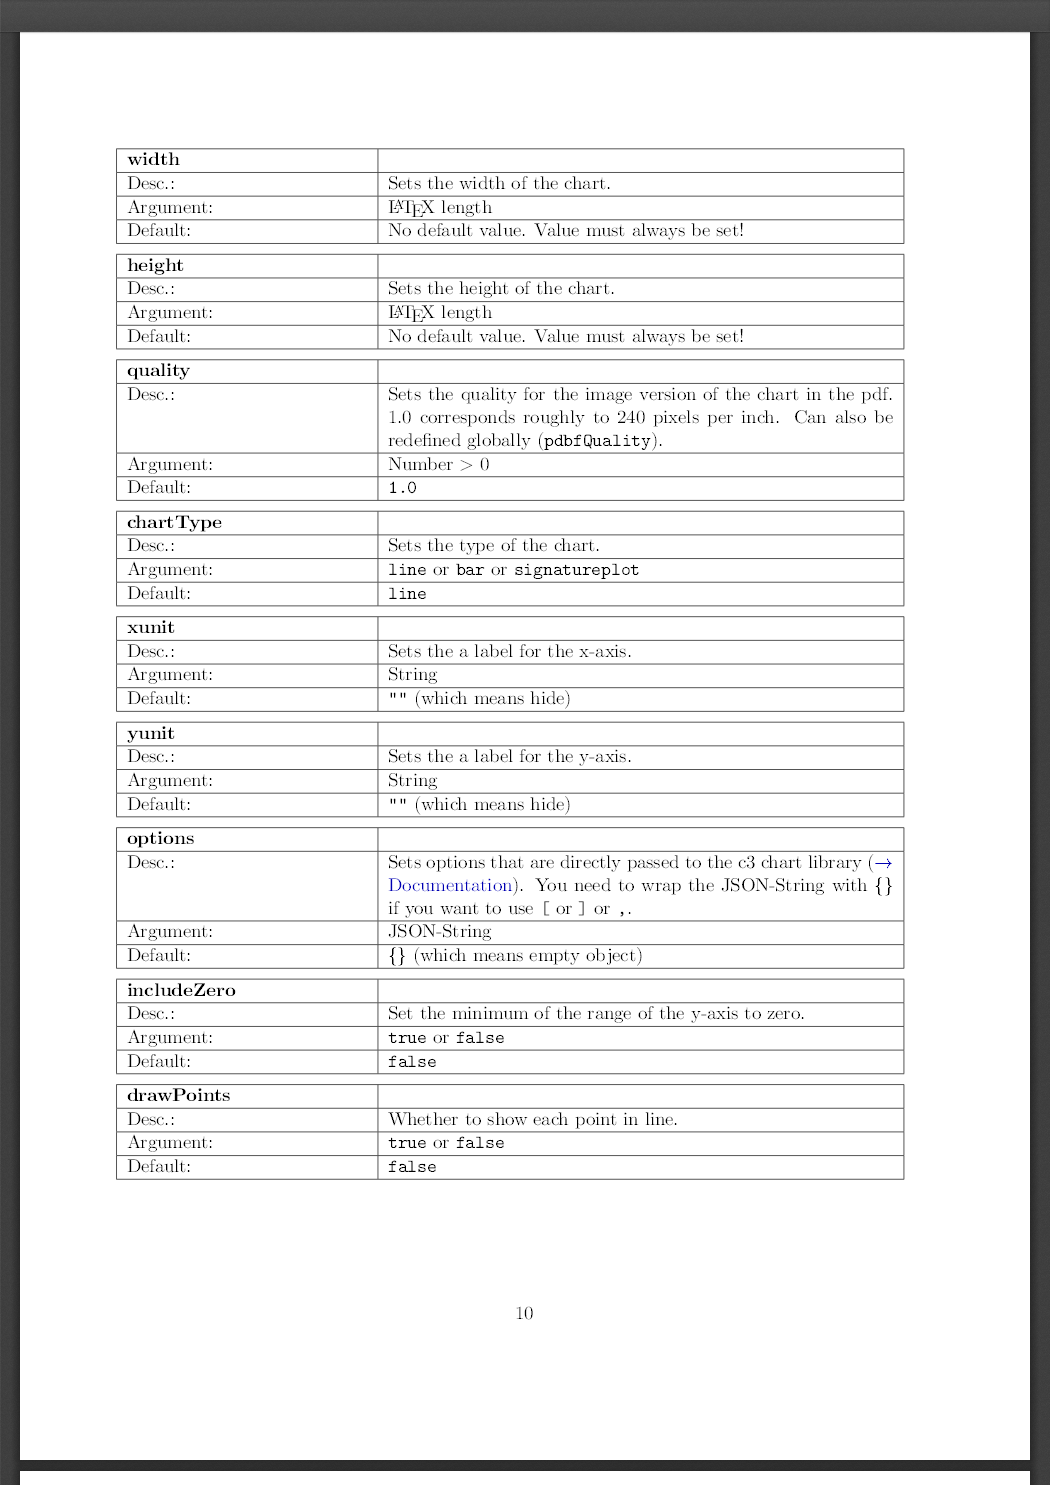 width
Desc.: Sets the width of the chart.
Argument: LATEX length
Default: No default value. Value must always be set!
height
Desc.: Sets the height of the chart.
Argument: LATEX length
Default: No default value. Value must always be set!
quality
Desc.: Sets the quality for the image version of the chart in the pdf.
1.0 corresponds roughly to 240 pixels per inch. Can also be
redefined globally (pdbfQuality).
Argument: Number > 0
Default: 1.0
chartType
Desc.: Sets the type of the chart.
Argument: line or bar or signatureplot
Default: line
xunit
Desc.: Sets the a label for the x-axis.
Argument: String
Default: "" (which means hide)
yunit
Desc.: Sets the a label for the y-axis.
Argument: String
Default: "" (which means hide)
options
Desc.: Sets options that are directly passed to the c3 chart library (→
Documentation). You need to wrap the JSON-String with {}
if you want to use [ or ] or ,.
Argument: JSON-String
Default: {} (which means empty object)
includeZero
Desc.: Set the minimum of the range of the y-axis to zero.
Argument: true or false
Default: false
drawPoints
Desc.: Whether to show each point in line.
Argument: true or false
Default: false
10